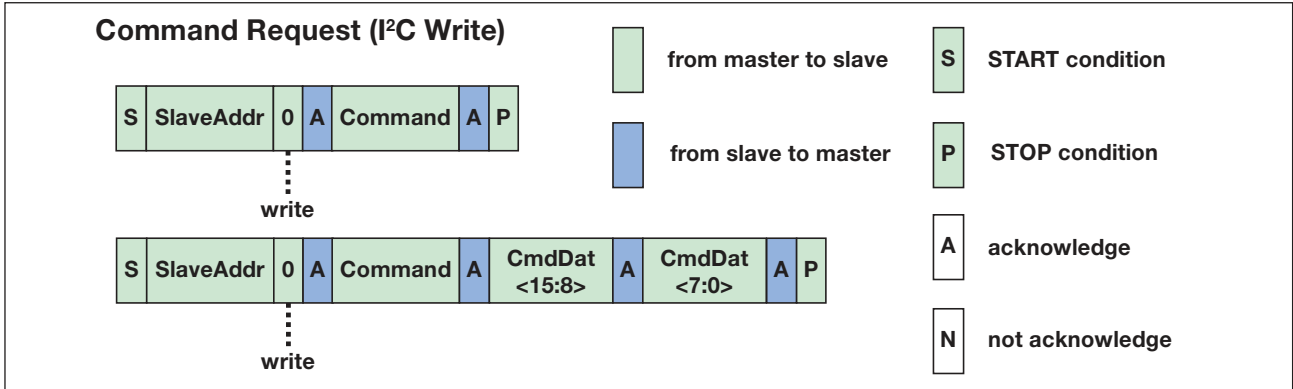 Command Request (I²C Write)
S SlaveAddr 0 A Command A P
write
S SlaveAddr 0 A Command A CmdDat <15:8> A CmdDat <7:0> A P
write
from master to slave
from slave to master
S START condition
P STOP condition
A acknowledge
N not acknowledge